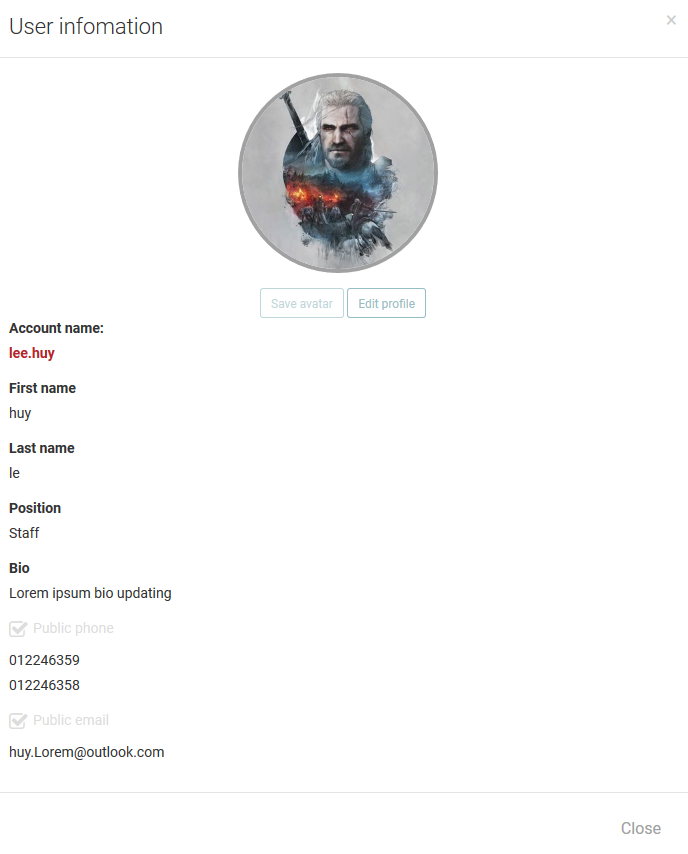 User infomation
×
Save avatar Edit profile
Account name:
lee.huy
First name
huy
Last name
le
Position
Staff
Bio
Lorem ipsum bio updating
Public phone
012246359
012246358
Public email
huy.Lorem@outlook.com
Close